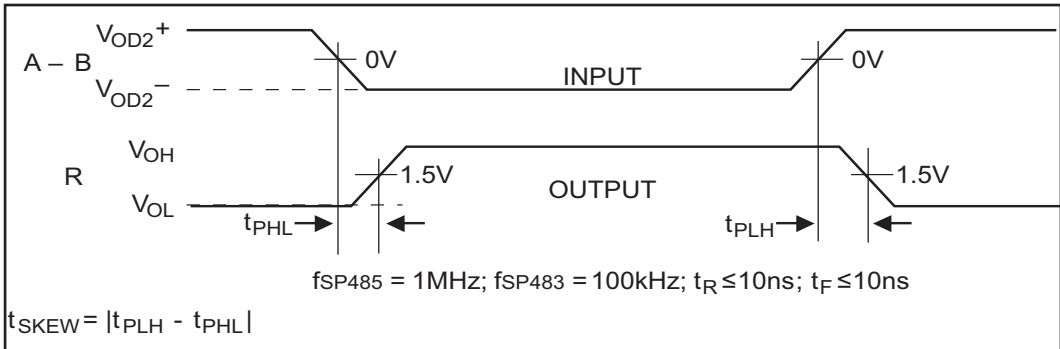 VOD2+
A – B
0V
0V
INPUT
VOD2–
VOH
R
1.5V
1.5V
OUTPUT
VOL
tPHL
tPLH
fSP485 = 1MHz; fSP483 = 100kHz; tR ≤10ns; tF ≤10ns
tSKEW = |tPLH - tPHL|